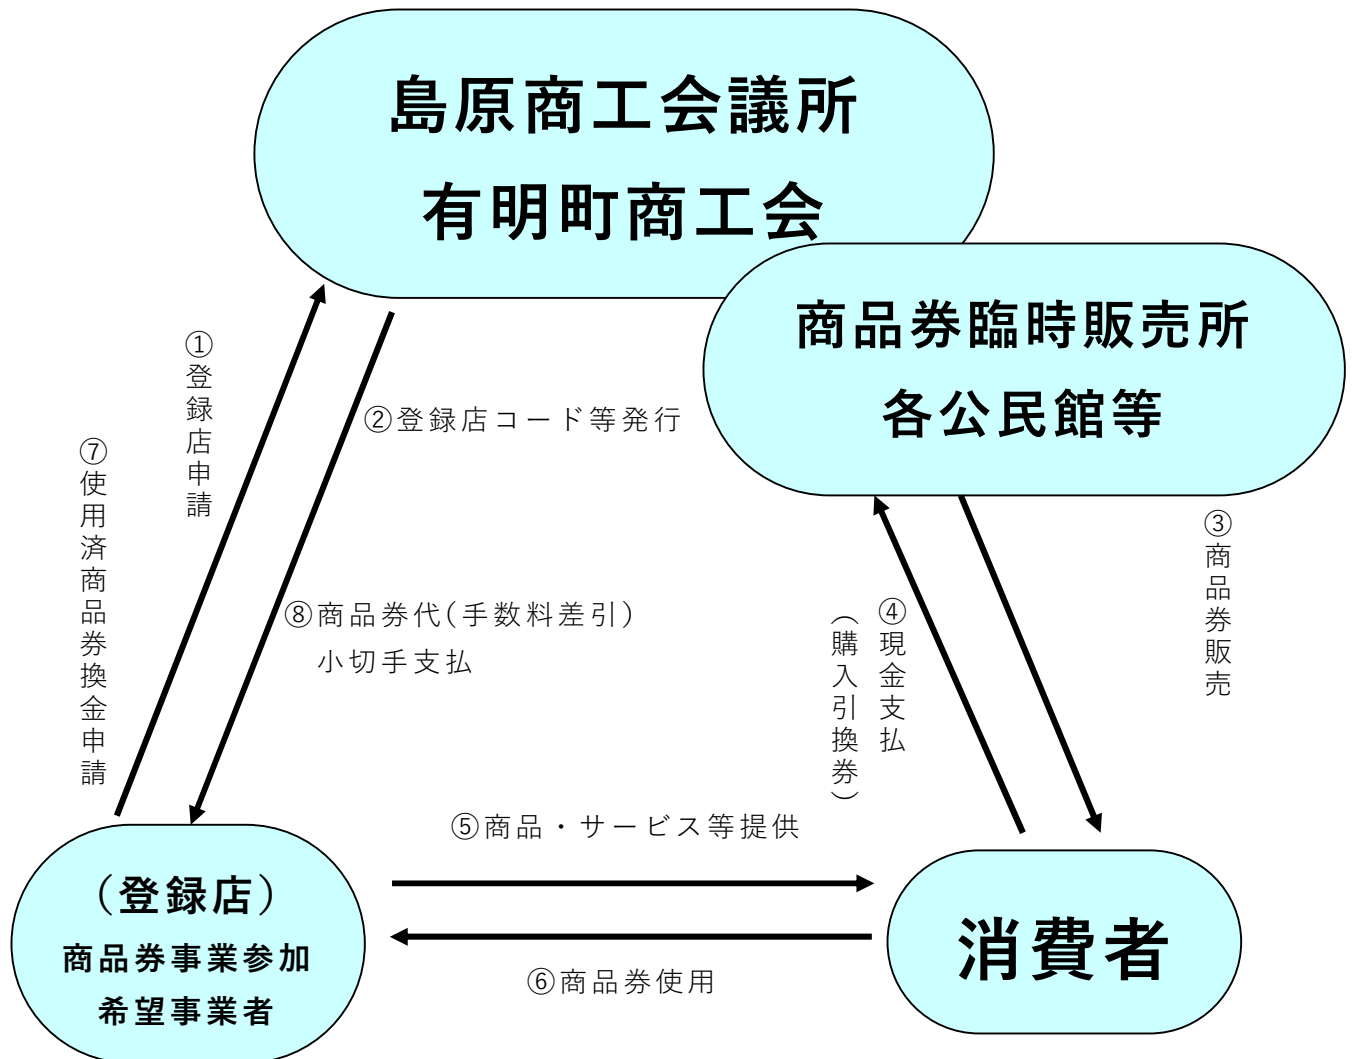 島原商工会議所
有明町商工会
商品券臨時販売所
各公民館等
①登録店申請
⑦使用済商品券換金申請
②登録店コード等発行
⑧商品券代(手数料差引)
小切手支払
③商品券販売
④現金支払
（購入引換券）
⑤商品・サービス等提供
⑥商品券使用
（登録店）
商品券事業参加
希望事業者
消費者